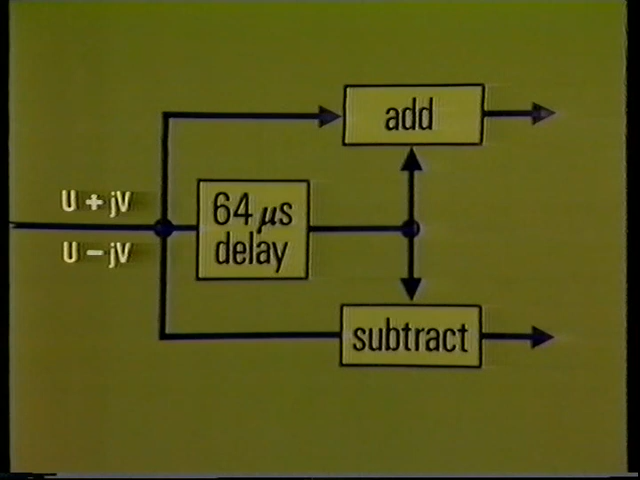 add
U + jV
64 μs
delay
U – jV
subtract